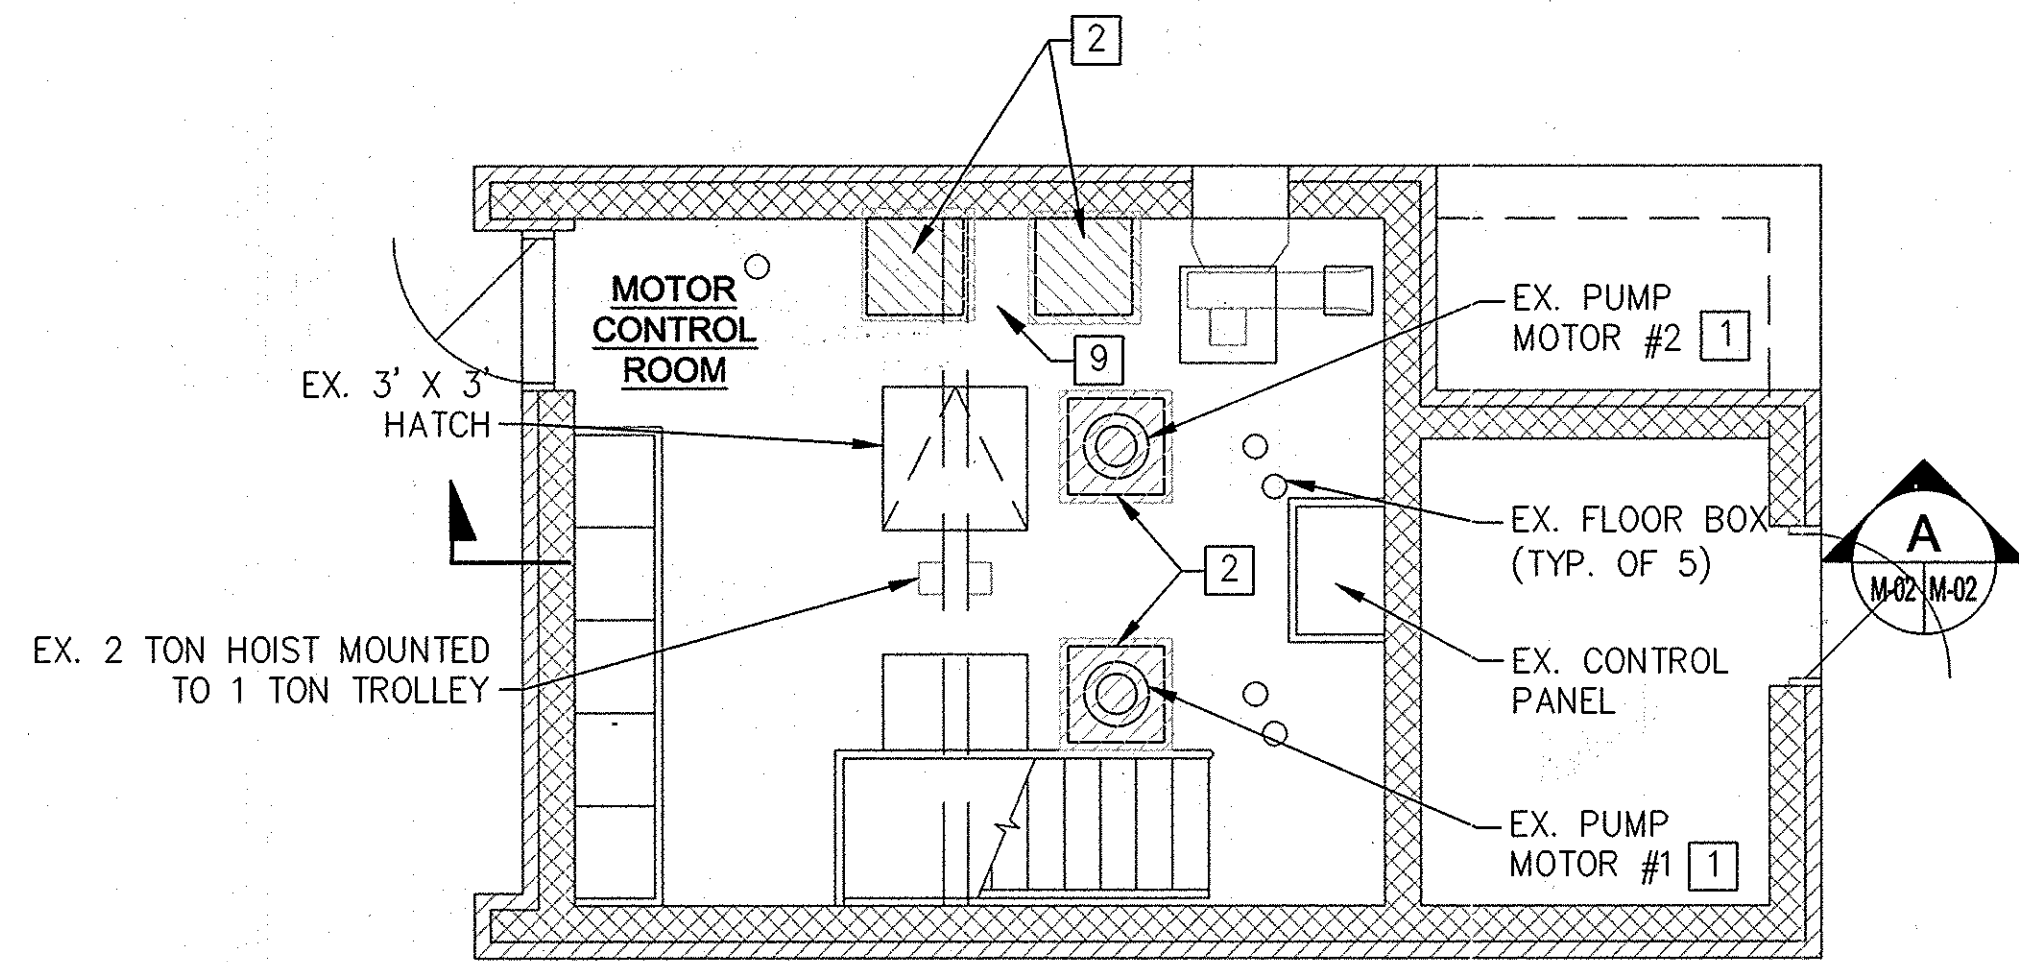 2
MOTOR
CONTROL
ROOM
9
EX. PUMP
MOTOR #2 1
EX. 3' X 3'
HATCH
EX. FLOOR BOX
(TYP. OF 5)
A
M-02 M-02
2
EX. 2 TON HOIST MOUNTED
TO 1 TON TROLLEY
EX. CONTROL
PANEL
EX. PUMP
MOTOR #1 1